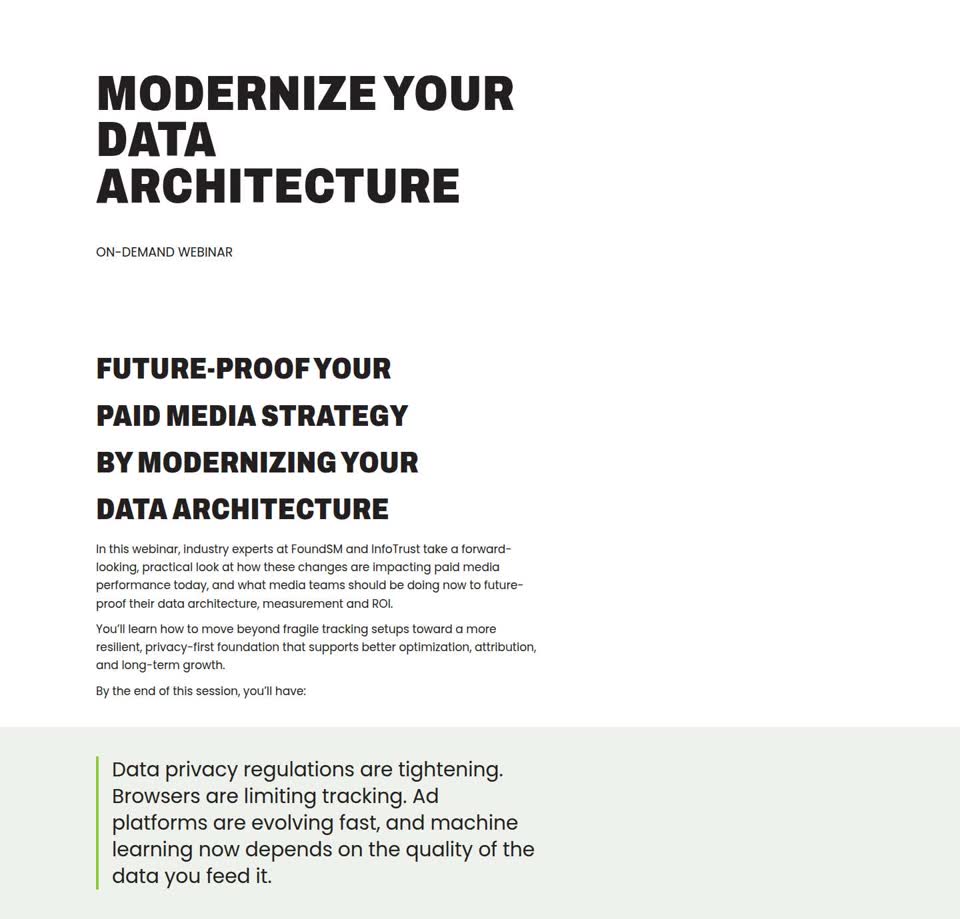 MODERNIZE YOUR
DATA
ARCHITECTURE
ON-DEMAND WEBINAR
FUTURE-PROOF YOUR
PAID MEDIA STRATEGY
BY MODERNIZING YOUR
DATA ARCHITECTURE
In this webinar, industry experts at FoundSM and InfoTrust take a forward-
looking, practical look at how these changes are impacting paid media
performance today, and what media teams should be doing now to future-
proof their data architecture, measurement and ROI.
You'll learn how to move beyond fragile tracking setups toward a more
resilient, privacy-first foundation that supports better optimization, attribution,
and long-term growth.
By the end of this session, you'll have:
Data privacy regulations are tightening.
Browsers are limiting tracking. Ad
platforms are evolving fast, and machine
learning now depends on the quality of the
data you feed it.